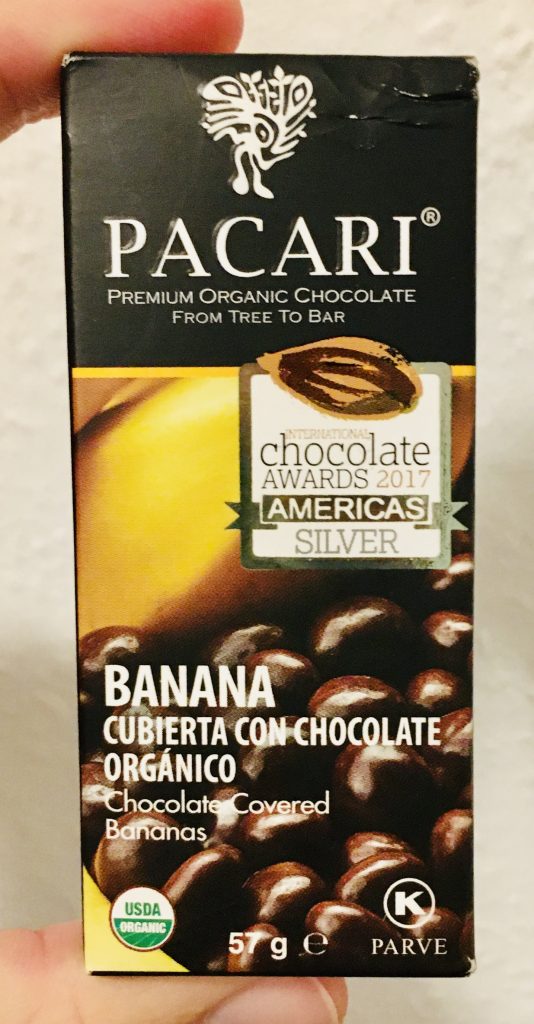 PACARI®
PREMIUM ORGANIC CHOCOLATE
FROM TREE TO BAR
INTERNATIONAL
chocolate
AWARDS 2017
AMERICAS
SILVER
BANANA
CUBIERTA CON CHOCOLATE
ORGÁNICO
Chocolate Covered
Bananas
USDA
ORGANIC
57 g ℮
K
PARVE